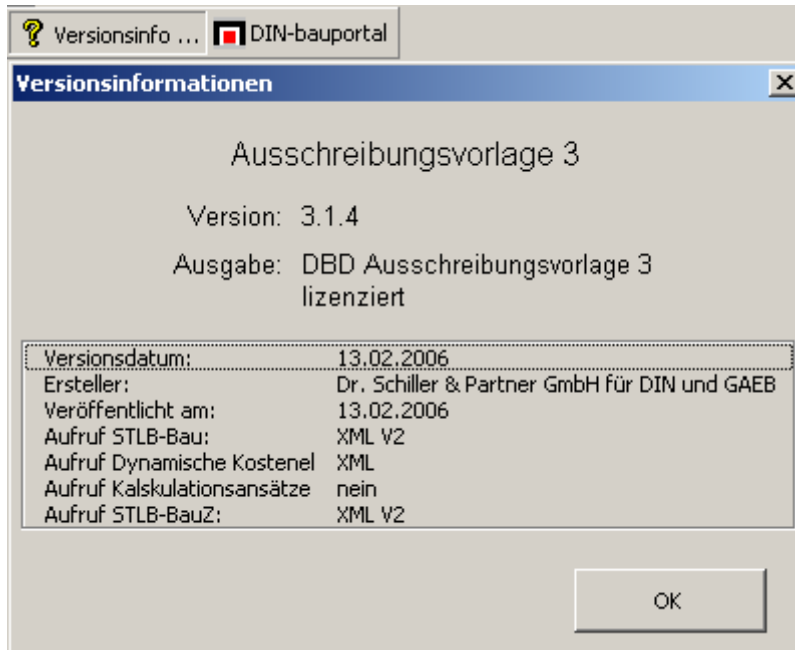 Versionsinfo ... DIN-bauportal
Versionsinformationen
Ausschreibungsvorlage 3
Version: 3.1.4
Ausgabe: DBD Ausschreibungsvorlage 3
lizenziert
Versionsdatum: 13.02.2006
Ersteller: Dr. Schiller & Partner GmbH für DIN und GAEB
Veröffentlicht am: 13.02.2006
Aufruf STLB-Bau: XML V2
Aufruf Dynamische Kostenel XML
Aufruf Kalskulationsansätze nein
Aufruf STLB-BauZ: XML V2
OK